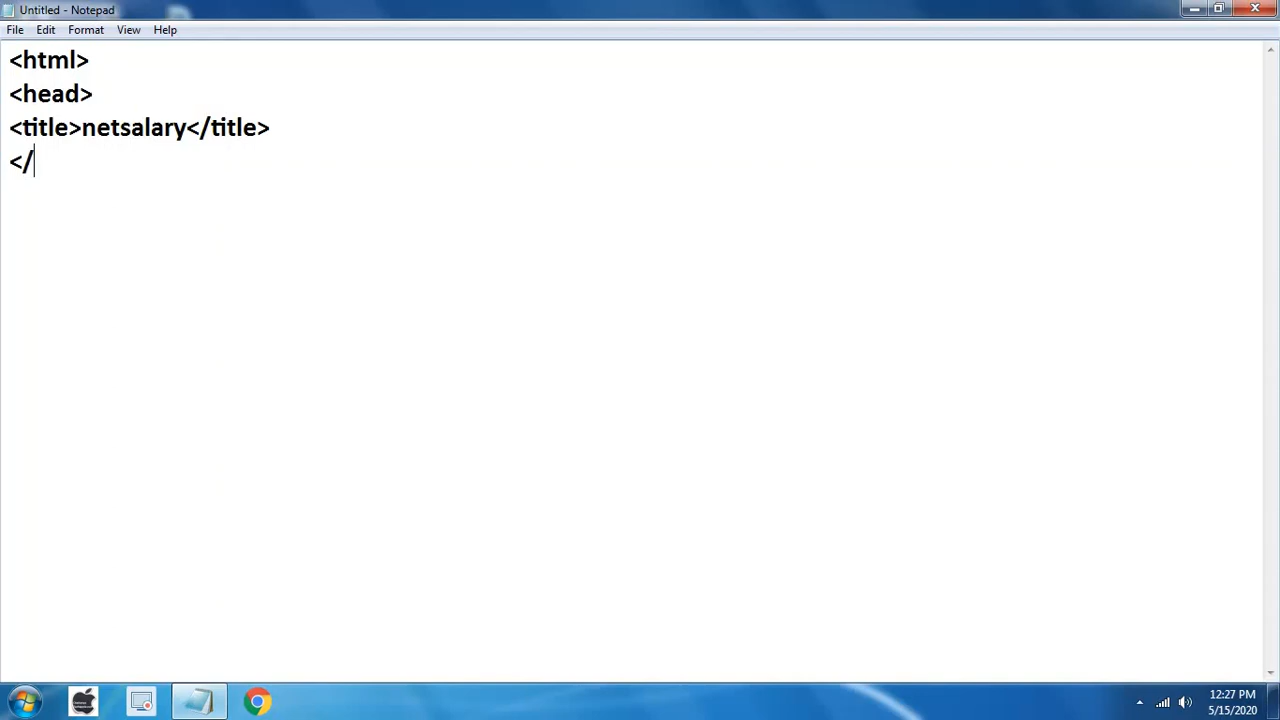 Untitled - Notepad
File Edit Format View Help
<html>
<head>
<title>netsalary</title>
</
12:27 PM
5/15/2020